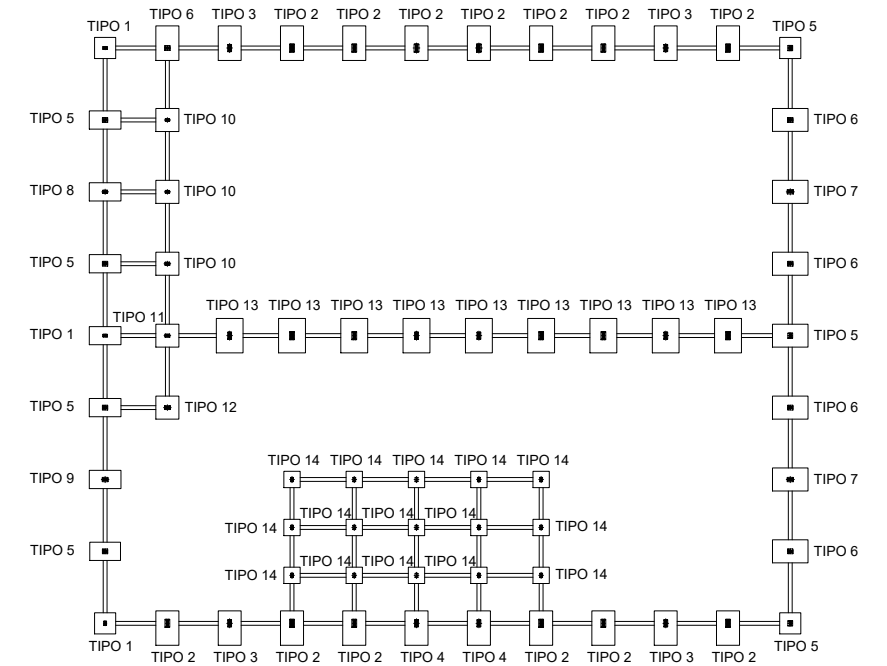 TIPO 1 TIPO 6 TIPO 3 TIPO 2 TIPO 2 TIPO 2 TIPO 2 TIPO 2 TIPO 2 TIPO 3 TIPO 2 TIPO 5
TIPO 5 TIPO 10 TIPO 6
TIPO 8 TIPO 10 TIPO 7
TIPO 5 TIPO 10 TIPO 6
TIPO 13 TIPO 13 TIPO 13 TIPO 13 TIPO 13 TIPO 13 TIPO 13 TIPO 13 TIPO 13
TIPO 11
TIPO 1 TIPO 5
TIPO 5 TIPO 12 TIPO 6
TIPO 14 TIPO 14 TIPO 14 TIPO 14 TIPO 14
TIPO 9 TIPO 7
TIPO 14 TIPO 14 TIPO 14
TIPO 14 TIPO 14
TIPO 5 TIPO 6
TIPO 14 TIPO 14 TIPO 14
TIPO 14 TIPO 14
TIPO 1 TIPO 2 TIPO 3 TIPO 2 TIPO 2 TIPO 4 TIPO 4 TIPO 2 TIPO 2 TIPO 3 TIPO 2 TIPO 5